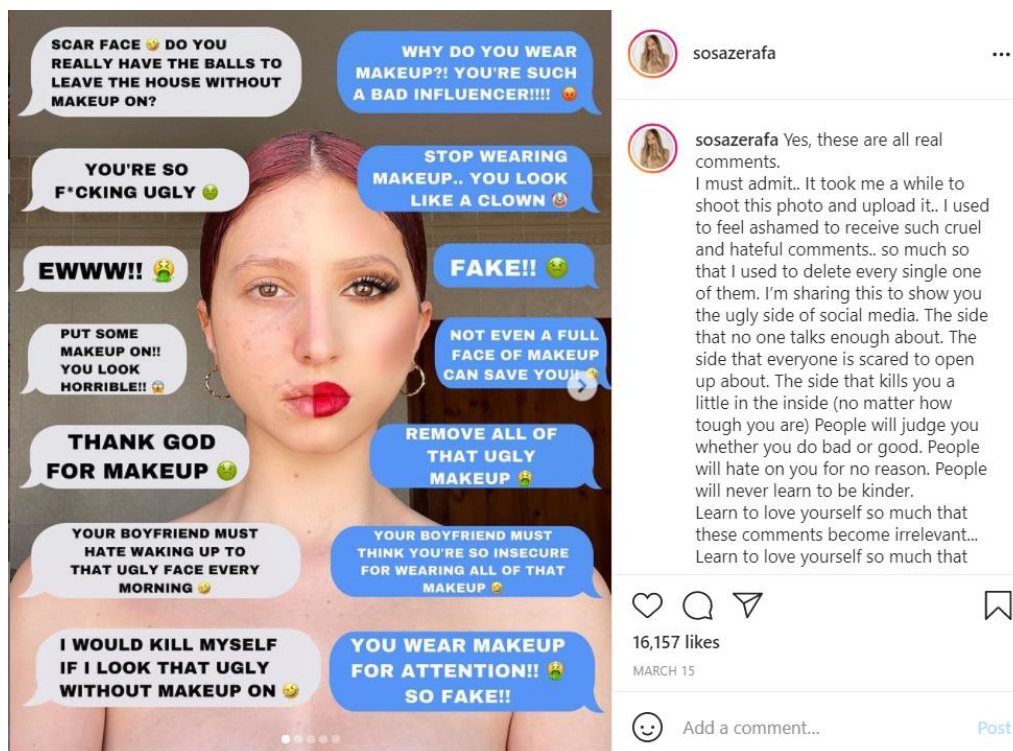 SCAR FACE 🤣 DO YOU
REALLY HAVE THE BALLS TO
LEAVE THE HOUSE WITHOUT
MAKEUP ON?
WHY DO YOU WEAR
MAKEUP?! YOU'RE SUCH
A BAD INFLUENCER!!!! 😡
YOU'RE SO
F*CKING UGLY 🤢
STOP WEARING
MAKEUP.. YOU LOOK
LIKE A CLOWN 🤡
EWWW!! 🤮
FAKE!! 🤢
PUT SOME
MAKEUP ON!!
YOU LOOK
HORRIBLE!! 😱
NOT EVEN A FULL
FACE OF MAKEUP
CAN SAVE YOU!!
THANK GOD
FOR MAKEUP 🤢
REMOVE ALL OF
THAT UGLY
MAKEUP 🤮
YOUR BOYFRIEND MUST
HATE WAKING UP TO
THAT UGLY FACE EVERY
MORNING 🤣
YOUR BOYFRIEND MUST
THINK YOU'RE SO INSECURE
FOR WEARING ALL OF THAT
MAKEUP 🤣
I WOULD KILL MYSELF
IF I LOOK THAT UGLY
WITHOUT MAKEUP ON 🤣
YOU WEAR MAKEUP
FOR ATTENTION!! 🤮
SO FAKE!!
sosazerafa
sosazerafa Yes, these are all real
comments.
I must admit.. It took me a while to
shoot this photo and upload it.. I used
to feel ashamed to receive such cruel
and hateful comments.. so much so
that I used to delete every single one
of them. I'm sharing this to show you
the ugly side of social media. The side
that no one talks enough about. The
side that everyone is scared to open
up about. The side that kills you a
little in the inside (no matter how
tough you are) People will judge you
whether you do bad or good. People
will hate on you for no reason. People
will never learn to be kinder.
Learn to love yourself so much that
these comments become irrelevant...
Learn to love yourself so much that
16,157 likes
MARCH 15
Add a comment...
Post